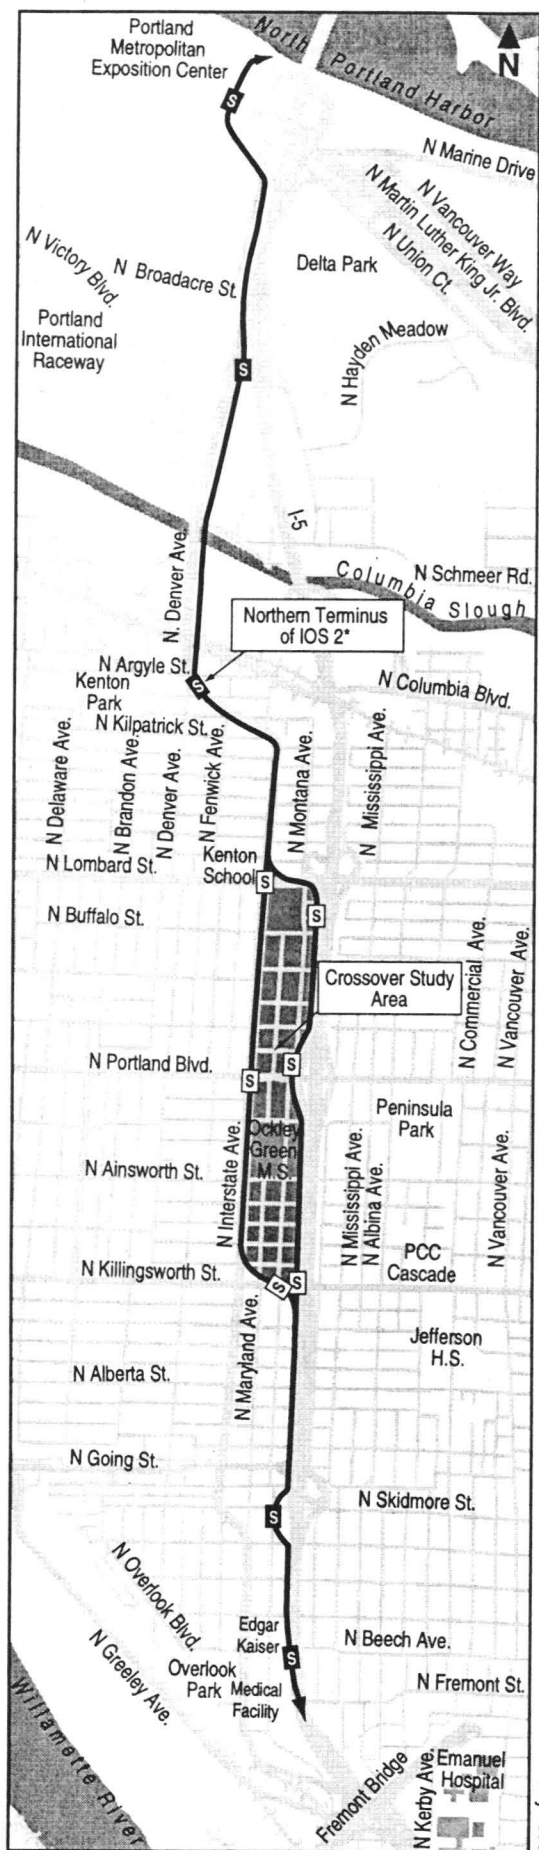 Portland
Metropolitan
Exposition Center
North Portland Harbor
N
S
N Marine Drive
N Vancouver Way
N Martin Luther King Jr. Blvd.
N Union Ct.
N Victory Blvd.
N Broadacre St.
Delta Park
Portland
International
Raceway
N Hayden Meadow
S
I-5
N. Denver Ave.
N Schmeer Rd.
Columbia Slough
Northern Terminus
of IOS 2*
N Argyle St.
S
Kenton
Park
N Columbia Blvd.
N Kilpatrick St.
N Delaware Ave.
N Brandon Ave.
N Denver Ave.
N Fenwick Ave.
N Montana Ave.
N Mississippi Ave.
N Lombard St.
Kenton
School
S
N Buffalo St.
S
Crossover Study
Area
N Commercial Ave.
N Vancouver Ave.
N Portland Blvd.
S
S
Peninsula
Park
Ockley
Green
M.S.
N Interstate Ave.
N Ainsworth St.
N Mississippi Ave.
N Albina Ave.
N Vancouver Ave.
PCC
Cascade
N Killingsworth St.
S
S
N Maryland Ave.
Jefferson
H.S.
N Alberta St.
N Going St.
N Skidmore St.
S
N Overlook Blvd.
N Greeley Ave.
Edgar
Kaiser
Medical
Facility
S
N Beech Ave.
Overlook
Park
N Fremont St.
Willamette River
Fremont Bridge
N Kerby Ave.
Emanuel
Hospital